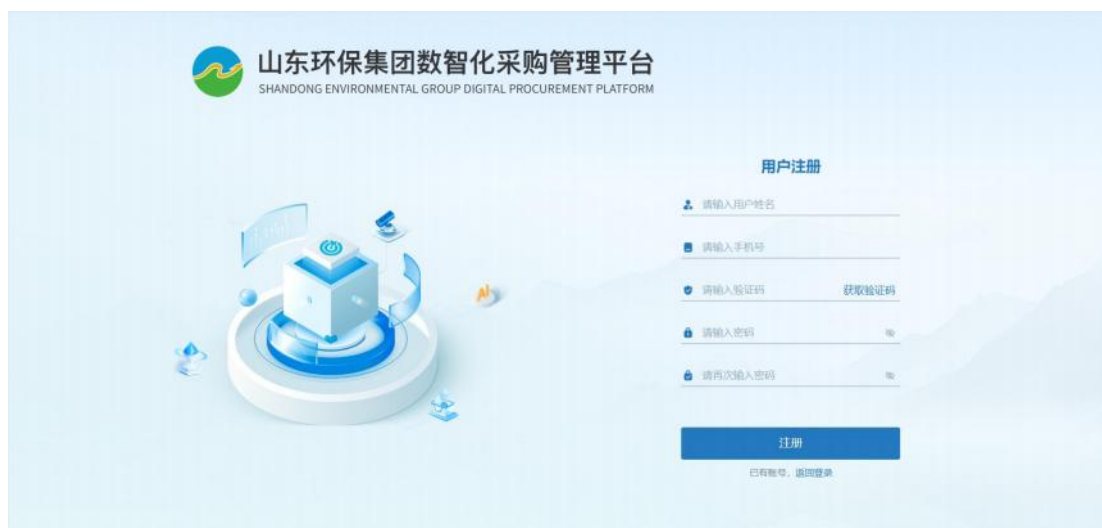 山东环保集团数智化采购管理平台
SHANDONG ENVIRONMENTAL GROUP DIGITAL PROCUREMENT PLATFORM
用户注册
请输入用户姓名
请输入手机号
请输入验证码 获取验证码
请输入密码
请再次输入密码
AI
注册
已有账号，返回登录